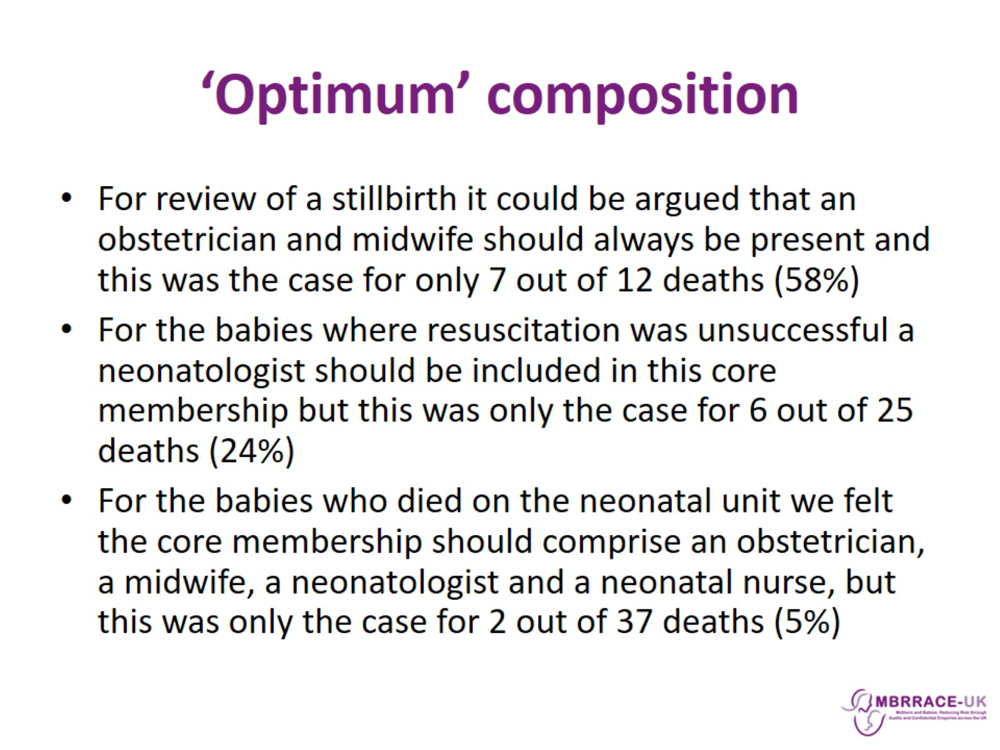 ‘Optimum’ composition
• For review of a stillbirth it could be argued that an
obstetrician and midwife should always be present and
this was the case for only 7 out of 12 deaths (58%)
• For the babies where resuscitation was unsuccessful a
neonatologist should be included in this core
membership but this was only the case for 6 out of 25
deaths (24%)
• For the babies who died on the neonatal unit we felt
the core membership should comprise an obstetrician,
a midwife, a neonatologist and a neonatal nurse, but
this was only the case for 2 out of 37 deaths (5%)
MBRRACE-UK
Mothers and Babies: Reducing Risk through
Audits and Confidential Enquiries across the UK